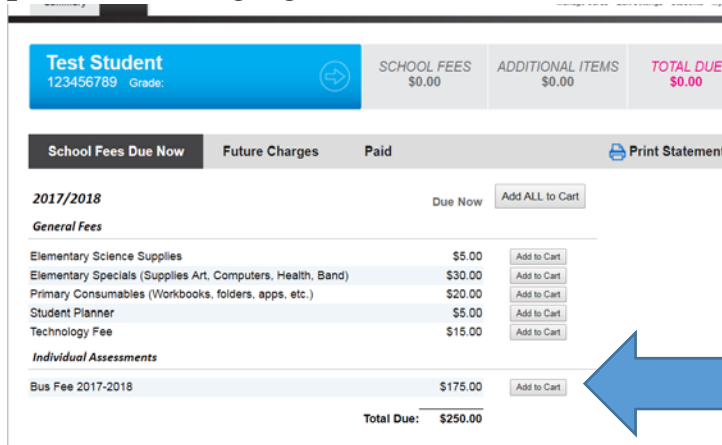 Summary
Test Student
123456789 Grade:
SCHOOL FEES
$0.00
ADDITIONAL ITEMS
$0.00
TOTAL DUE
$0.00
School Fees Due Now Future Charges Paid Print Statement
2017/2018 Due Now Add ALL to Cart
General Fees
Elementary Science Supplies $5.00 Add to Cart
Elementary Specials (Supplies Art, Computers, Health, Band) $30.00 Add to Cart
Primary Consumables (Workbooks, folders, apps, etc.) $20.00 Add to Cart
Student Planner $5.00 Add to Cart
Technology Fee $15.00 Add to Cart
Individual Assessments
Bus Fee 2017-2018 $175.00 Add to Cart
Total Due: $250.00